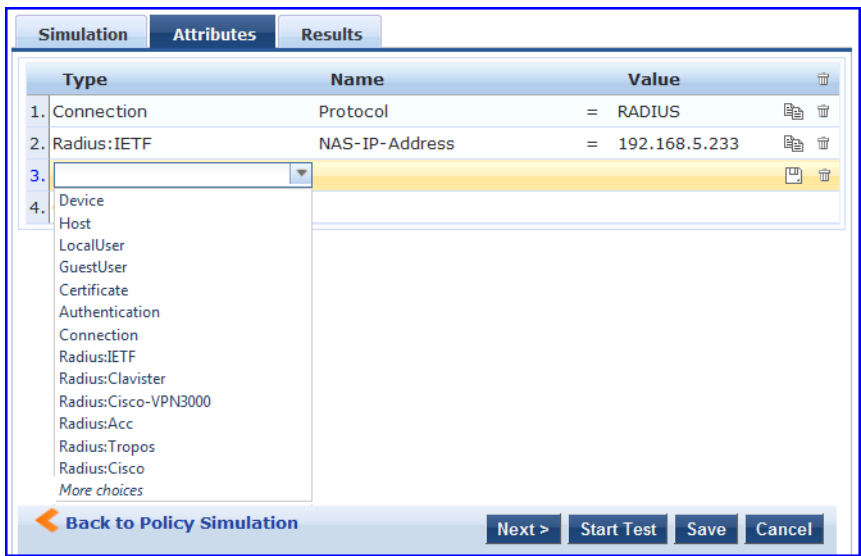 Simulation Attributes Results
Type Name Value
1. Connection Protocol = RADIUS
2. Radius:IETF NAS-IP-Address = 192.168.5.233
3.
4.
Device
Host
LocalUser
GuestUser
Certificate
Authentication
Connection
Radius:IETF
Radius:Clavister
Radius:Cisco-VPN3000
Radius:Acc
Radius:Tropos
Radius:Cisco
More choices
Back to Policy Simulation Next > Start Test Save Cancel